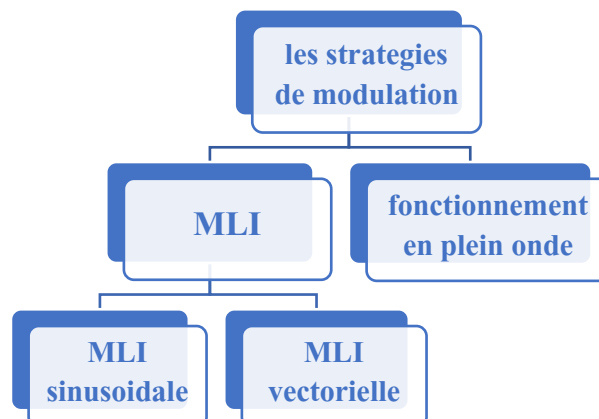 les strategies
de modulation
MLI
fonctionnement
en plein onde
MLI
sinusoidale
MLI
vectorielle